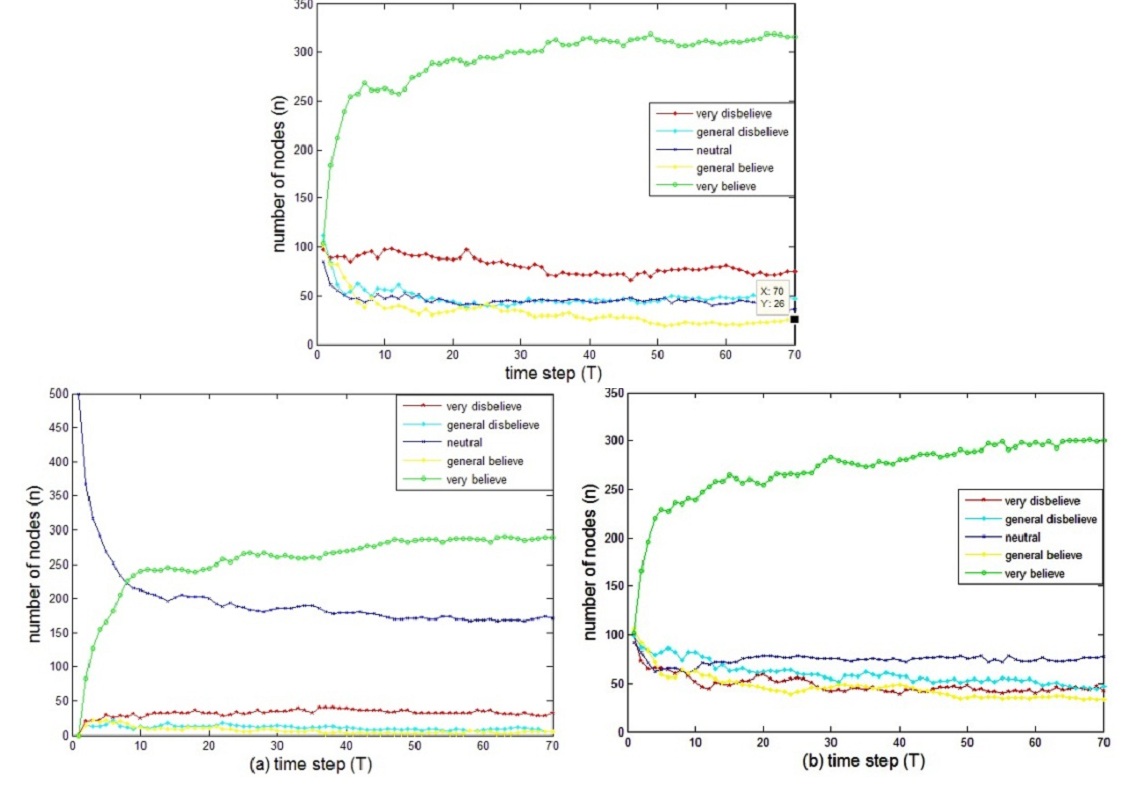 350
300
250
200
150
100
50
0
number of nodes (n)
very disbelieve
general disbelieve
neutral
general believe
very believe
X: 70
Y: 26
0 10 20 30 40 50 60 70
time step (T)
500
450
400
350
300
250
200
150
100
50
0
number of nodes (n)
very disbelieve
general disbelieve
neutral
general believe
very believe
0 10 20 30 40 50 60 70
(a) time step (T)
350
300
250
200
150
100
50
0
number of nodes (n)
very disbelieve
general disbelieve
neutral
general believe
very believe
0 10 20 30 40 50 60 70
(b) time step (T)